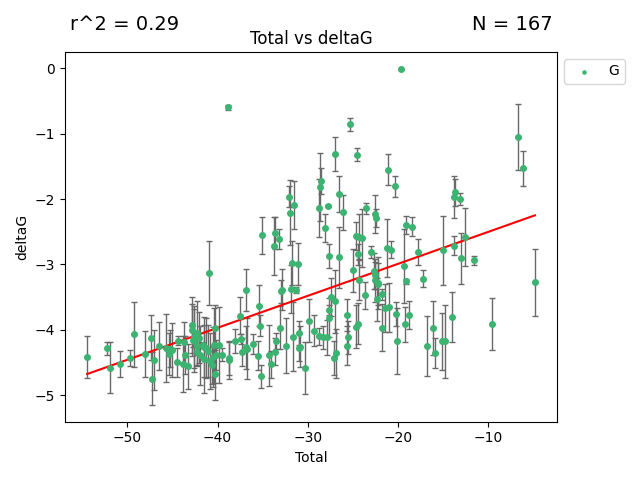 r^2 = 0.29
N = 167
Total vs deltaG
G
deltaG
0
−1
−2
−3
−4
−5
−50
−40
−30
−20
−10
Total